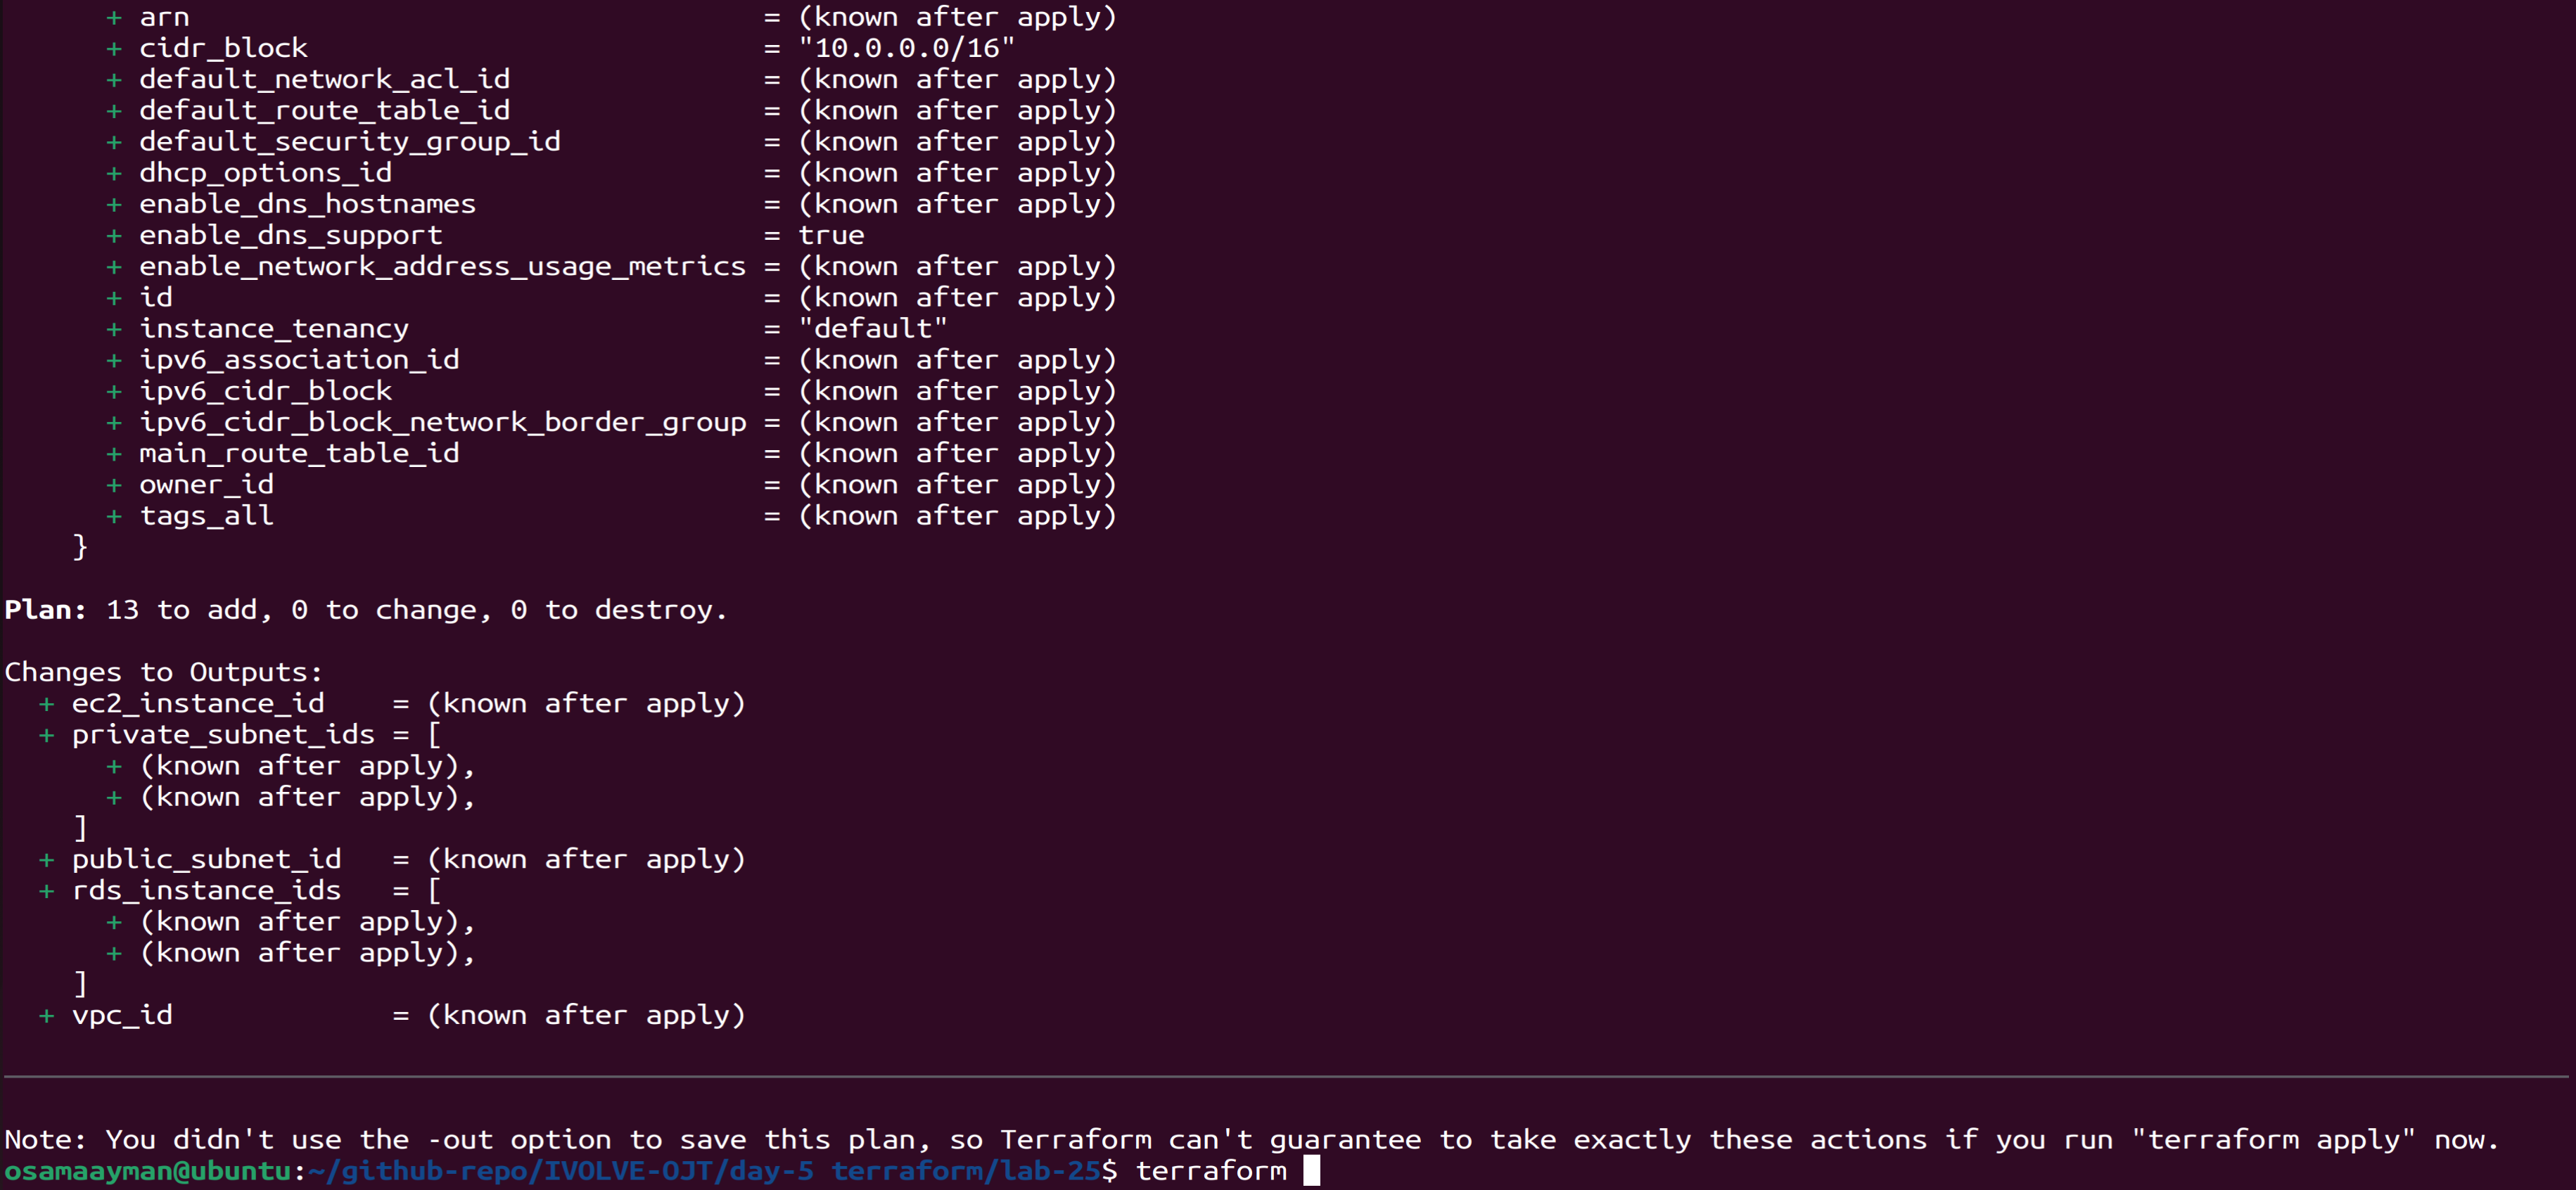 + arn = (known after apply)
+ cidr_block = "10.0.0.0/16"
+ default_network_acl_id = (known after apply)
+ default_route_table_id = (known after apply)
+ default_security_group_id = (known after apply)
+ dhcp_options_id = (known after apply)
+ enable_dns_hostnames = (known after apply)
+ enable_dns_support = true
+ enable_network_address_usage_metrics = (known after apply)
+ id = (known after apply)
+ instance_tenancy = "default"
+ ipv6_association_id = (known after apply)
+ ipv6_cidr_block = (known after apply)
+ ipv6_cidr_block_network_border_group = (known after apply)
+ main_route_table_id = (known after apply)
+ owner_id = (known after apply)
+ tags_all = (known after apply)
}
Plan: 13 to add, 0 to change, 0 to destroy.
Changes to Outputs:
+ ec2_instance_id = (known after apply)
+ private_subnet_ids = [
+ (known after apply),
+ (known after apply),
]
+ public_subnet_id = (known after apply)
+ rds_instance_ids = [
+ (known after apply),
+ (known after apply),
]
+ vpc_id = (known after apply)
Note: You didn't use the -out option to save this plan, so Terraform can't guarantee to take exactly these actions if you run "terraform apply" now.
osamaayman@ubuntu:~/github-repo/IVOLVE-OJT/day-5 terraform/lab-25$ terraform